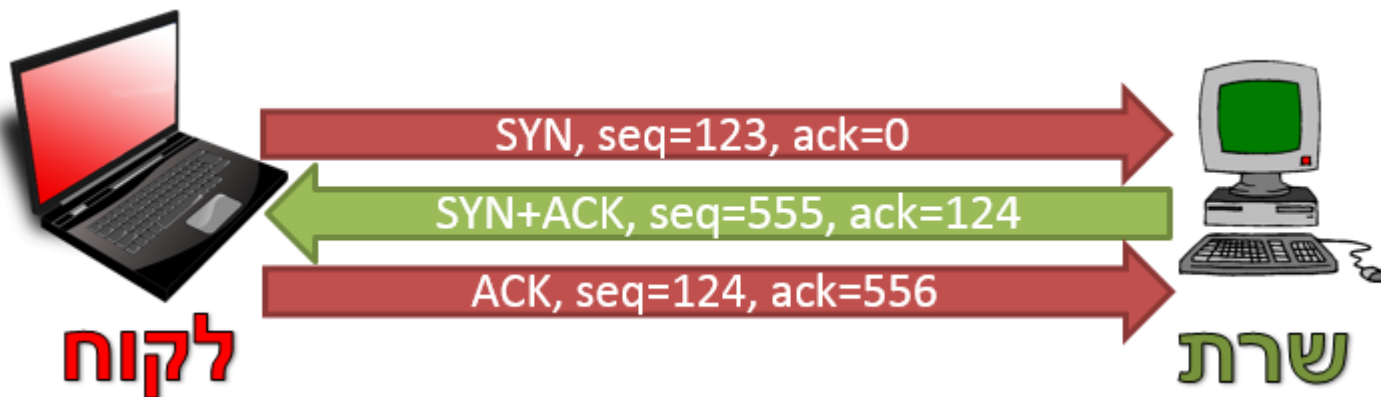 SYN, seq=123, ack=0
SYN+ACK, seq=555, ack=124
ACK, seq=124, ack=556
לקוח
שרת